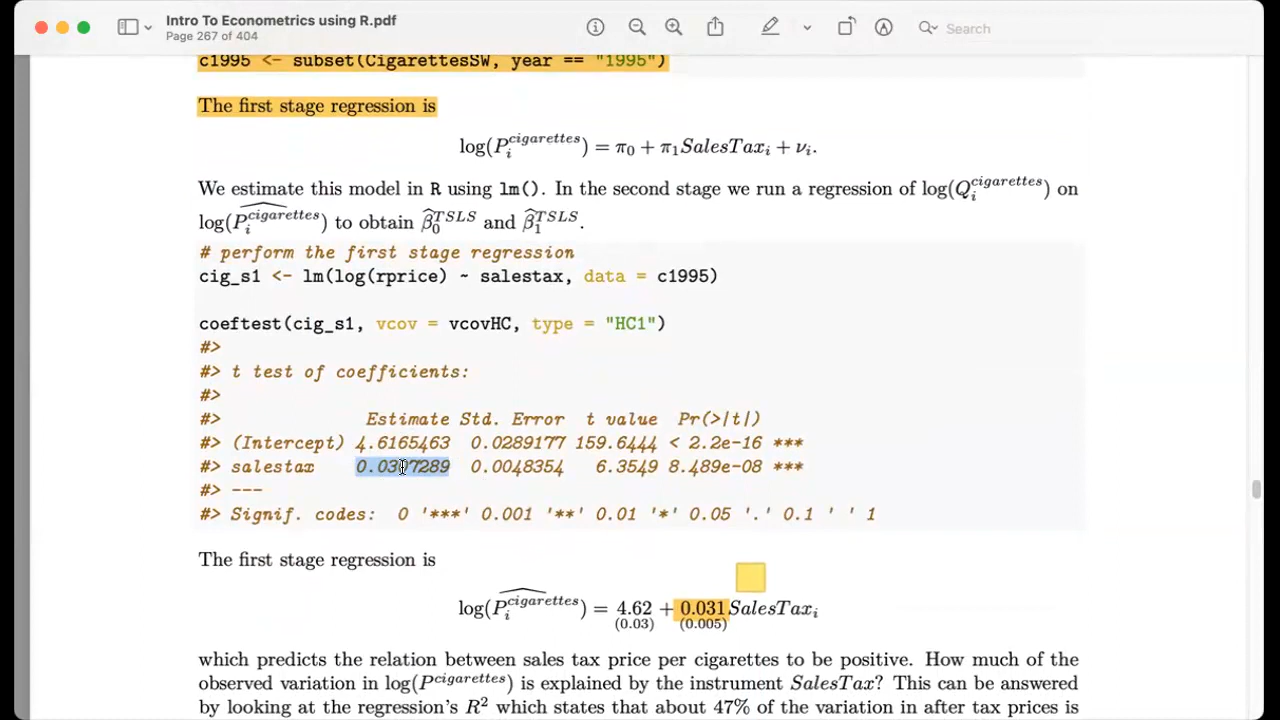 Intro To Econometrics using R.pdf
Page 267 of 404
Search
c1995 <- subset(CigarettesSW, year == "1995")
The first stage regression is
log(P_i^{cigarettes}) = π_0 + π_1SalesTax_i + ν_i.
We estimate this model in R using lm(). In the second stage we run a regression of log(Q_i^{cigarettes}) on
\widehat{log(P_i^{cigarettes})} to obtain \widehat{β}_0^{TSLS} and \widehat{β}_1^{TSLS}.
# perform the first stage regression
cig_s1 <- lm(log(rprice) ~ salestax, data = c1995)
coeftest(cig_s1, vcov = vcovHC, type = "HC1")
#>
#> t test of coefficients:
#>
#> Estimate Std. Error t value Pr(>|t|)
#> (Intercept) 4.6165463 0.0289177 159.6444 < 2.2e-16 ***
#> salestax 0.0307289 0.0048354 6.3549 8.489e-08 ***
#> ---
#> Signif. codes: 0 '***' 0.001 '**' 0.01 '*' 0.05 '.' 0.1 ' ' 1
The first stage regression is
\widehat{log(P_i^{cigarettes})} = 4.62 + 0.031SalesTax_i
(0.03) (0.005)
which predicts the relation between sales tax price per cigarettes to be positive. How much of the
observed variation in log(P^{cigarettes}) is explained by the instrument SalesTax? This can be answered
by looking at the regression's R^2 which states that about 47% of the variation in after tax prices is